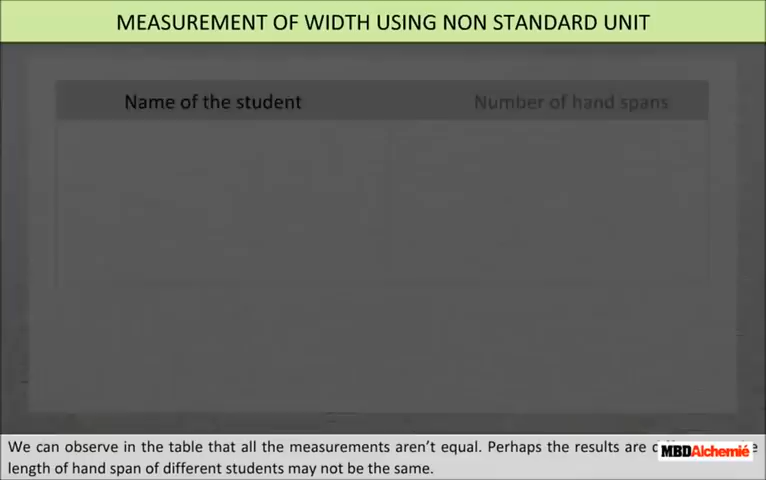 MEASUREMENT OF WIDTH USING NON STANDARD UNIT
Name of the student
Number of hand spans
We can observe in the table that all the measurements aren't equal. Perhaps the results are
MBDAlchemié
length of hand span of different students may not be the same.